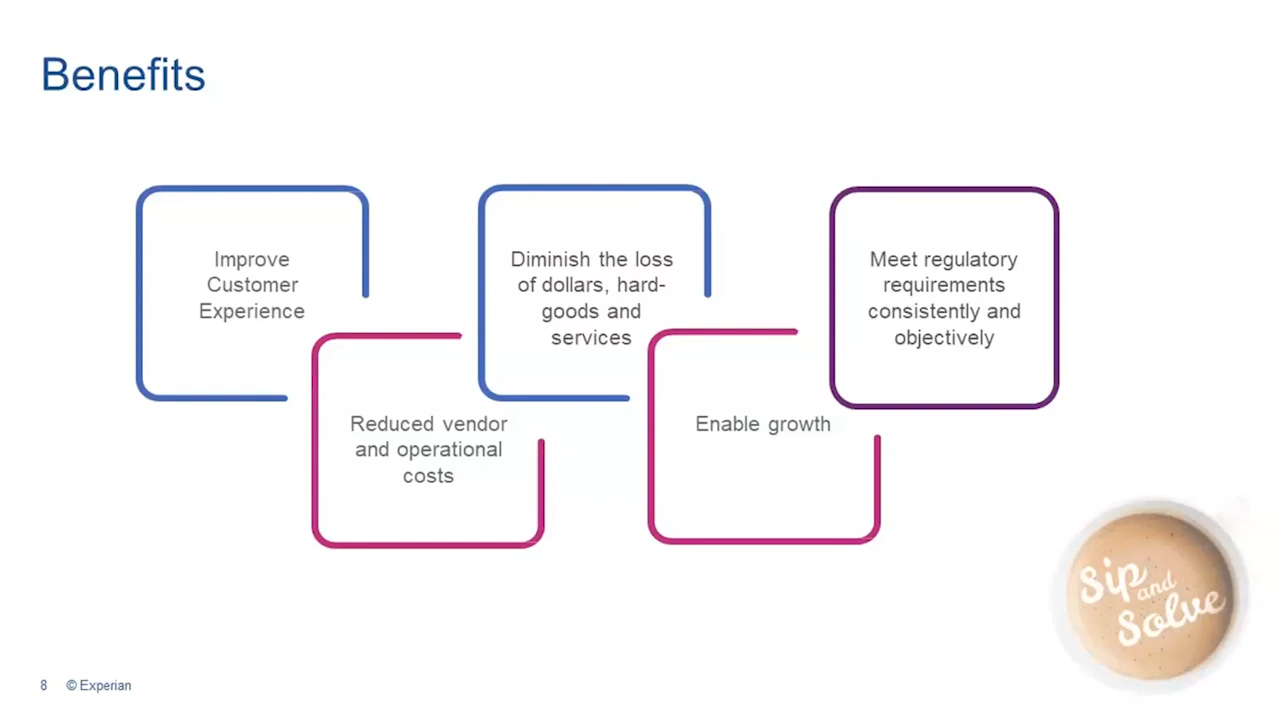 Benefits
Improve
Customer
Experience
Reduced vendor
and operational
costs
Diminish the loss
of dollars, hard-
goods and
services
Enable growth
Meet regulatory
requirements
consistently and
objectively
Sip and
Solve
8 © Experian